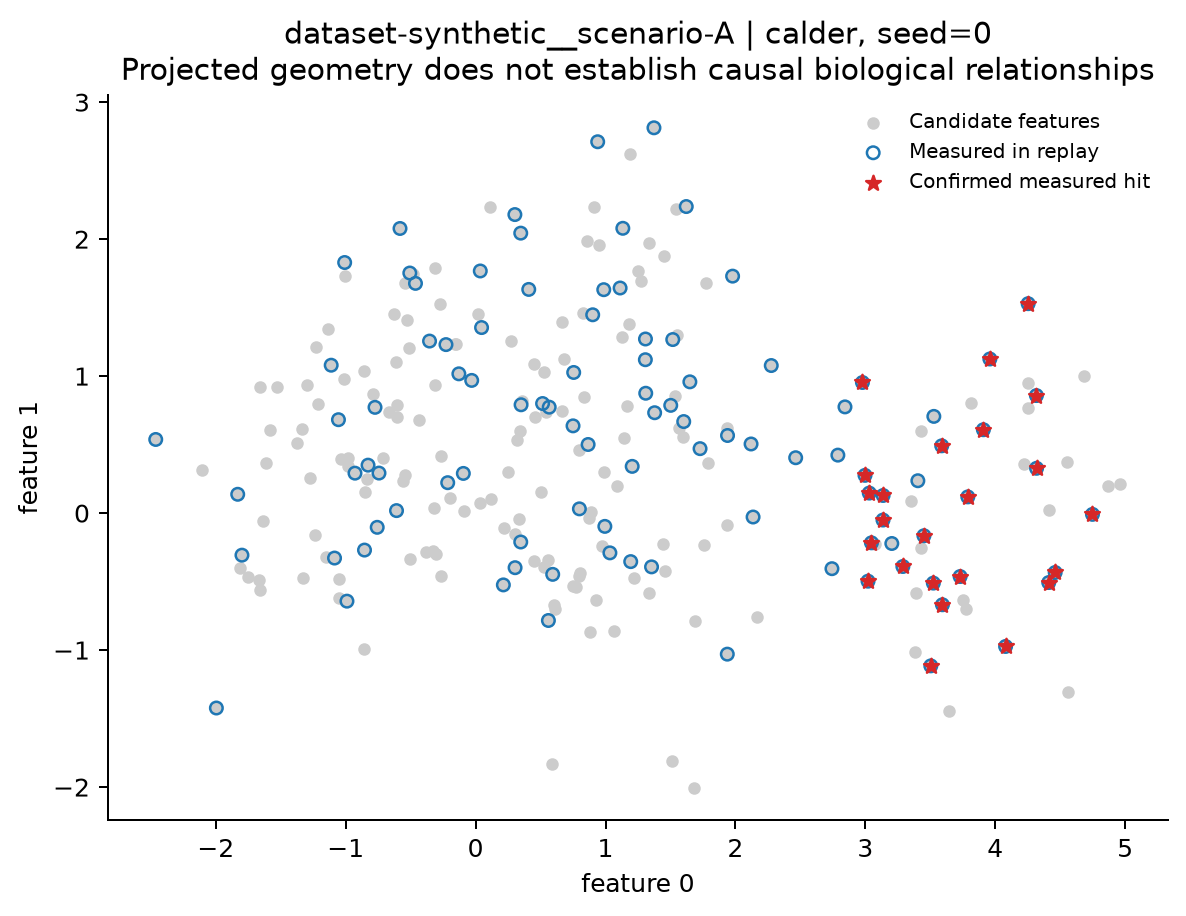 dataset-synthetic__scenario-A | calder, seed=0
Projected geometry does not establish causal biological relationships
Candidate features
Measured in replay
Confirmed measured hit
3
2
1
0
−1
−2
feature 1
−2
−1
0
1
2
3
4
5
feature 0